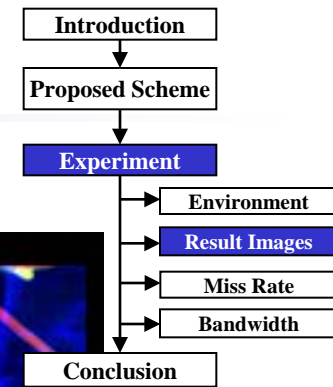 Introduction
Proposed Scheme
Experiment
Environment
Result Images
Miss Rate
Bandwidth
Conclusion